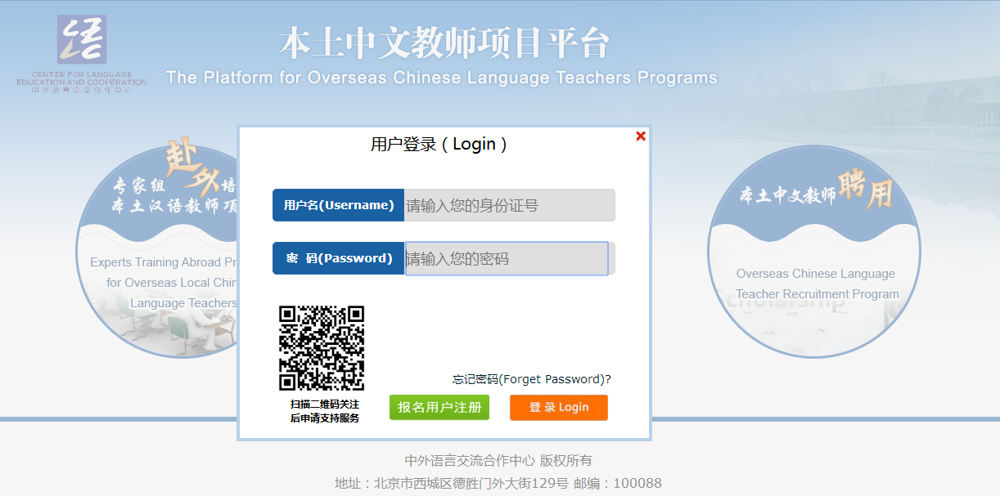 语
CENTER FOR LANGUAGE
EDUCATION AND COOPERATION
中外语言交流合作中心
本土中文教师项目平台
The Platform for Overseas Chinese Language Teachers Programs
赴外
专家组 培
本土汉语教师项
Experts Training Abroad Pr
for Overseas Local Chin
Language Teachers
用户登录 ( Login )
用户名(Username)
请输入您的身份证号
密 码(Password)
请输入您的密码
扫描二维码关注
后申请支持服务
忘记密码(Forget Password)?
报名用户注册
登 录 Login
本土中文教师聘用
Overseas Chinese Language
Teacher Recruitment Program
Scholarship
中外语言交流合作中心 版权所有
地址：北京市西城区德胜门外大街129号 邮编：100088